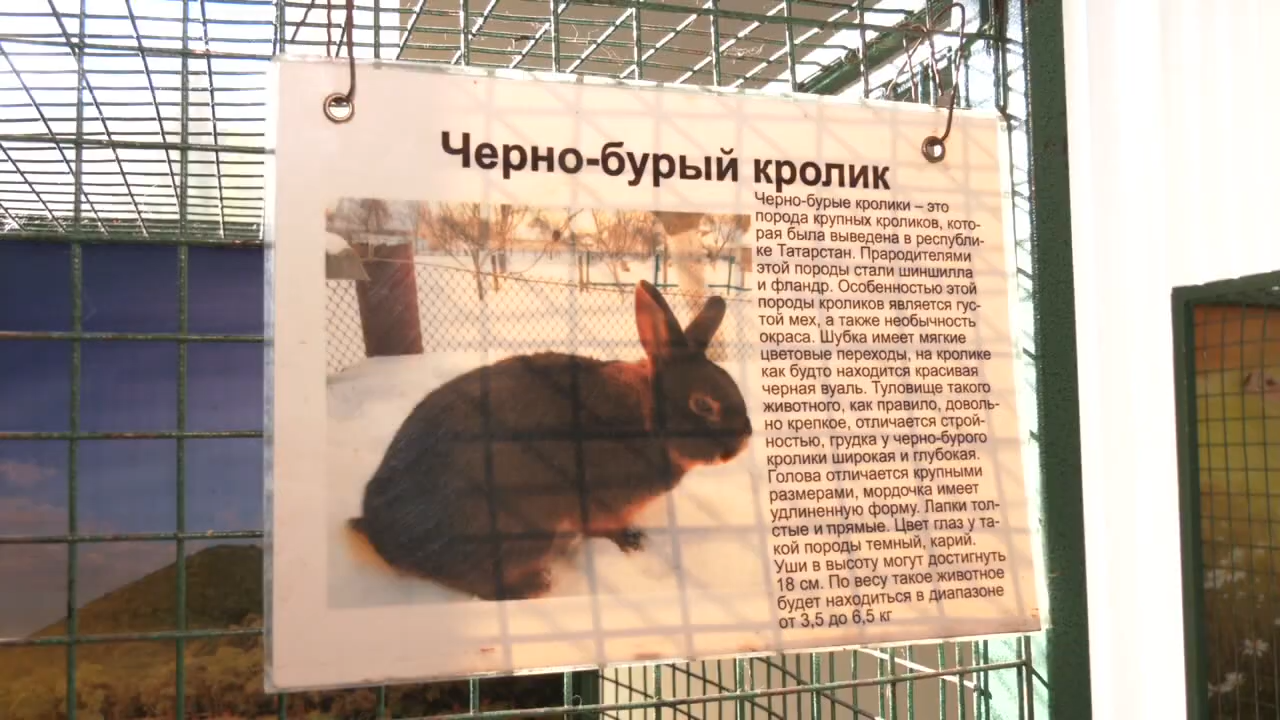 Черно-бурый кролик
Черно-бурые кролики – это
порода крупных кроликов, кото-
рая была выведена в республи-
ке Татарстан. Прародителями
этой породы стали шиншилла
и фландр. Особенностью этой
породы кроликов является гус-
той мех, а также необычность
окраса. Шубка имеет мягкие
цветовые переходы, на кролике
как будто находится красивая
черная вуаль. Туловище такого
животного, как правило, доволь-
но крепкое, отличается строй-
ностью, грудка у черно-бурого
кролики широкая и глубокая.
Голова отличается крупными
размерами, мордочка имеет
удлиненную форму. Лапки тол-
стые и прямые. Цвет глаз у та-
кой породы темный, карий.
Уши в высоту могут достигнуть
18 см. По весу такое животное
будет находиться в диапазоне
от 3,5 до 6,5 кг